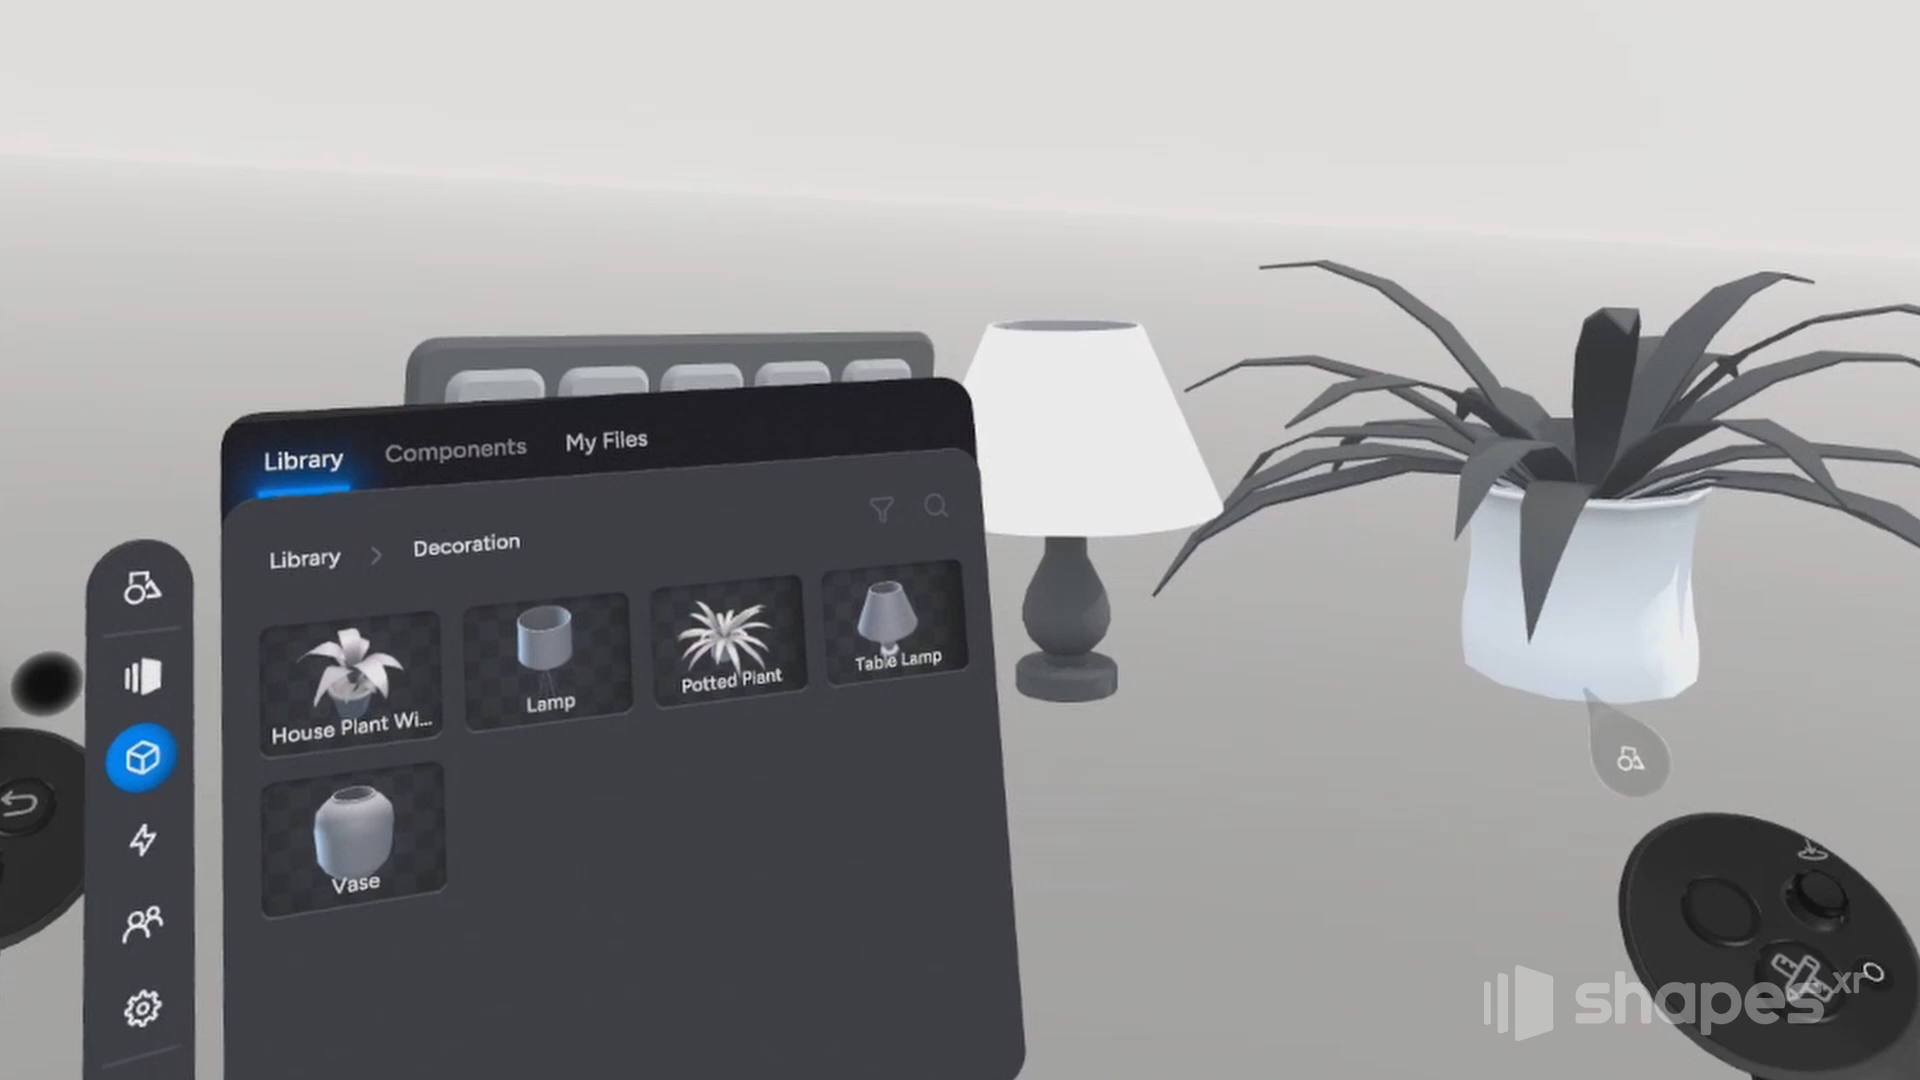 Library Components My Files
Library > Decoration
House Plant Wi...
Lamp
Potted Plant
Table Lamp
Vase
shapes xr